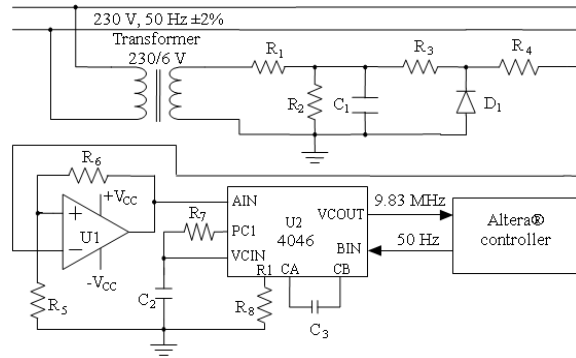 230 V, 50 Hz ±2%
Transformer
230/6 V
R1
R2
C1
R3
D1
R4
R6
+VCC
U1
-VCC
R5
R7
C2
AIN
PC1
VCIN
U2
4046
VCOUT
BIN
R1
CA
CB
R8
C3
9.83 MHz
50 Hz
Altera®
controller